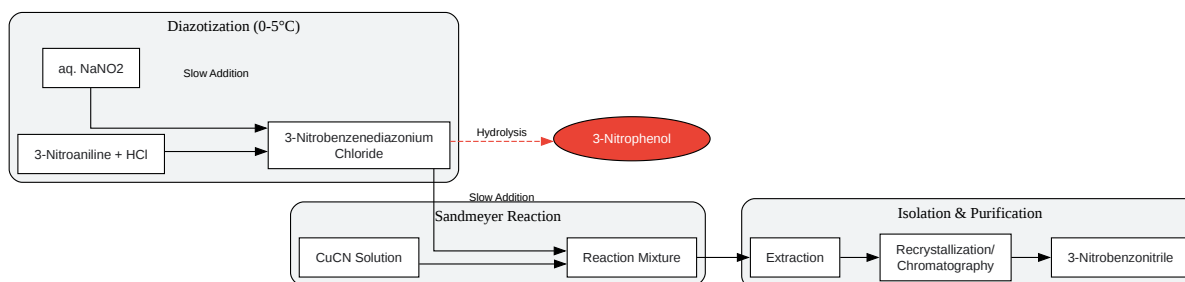 Diazotization (0-5°C)
aq. NaNO2
Slow Addition
3-Nitroaniline + HCl
3-Nitrobenzenediazonium
Chloride
Hydrolysis
3-Nitrophenol
Slow Addition
Sandmeyer Reaction
CuCN Solution
Reaction Mixture
Isolation & Purification
Extraction
Recrystallization/
Chromatography
3-Nitrobenzonitrile